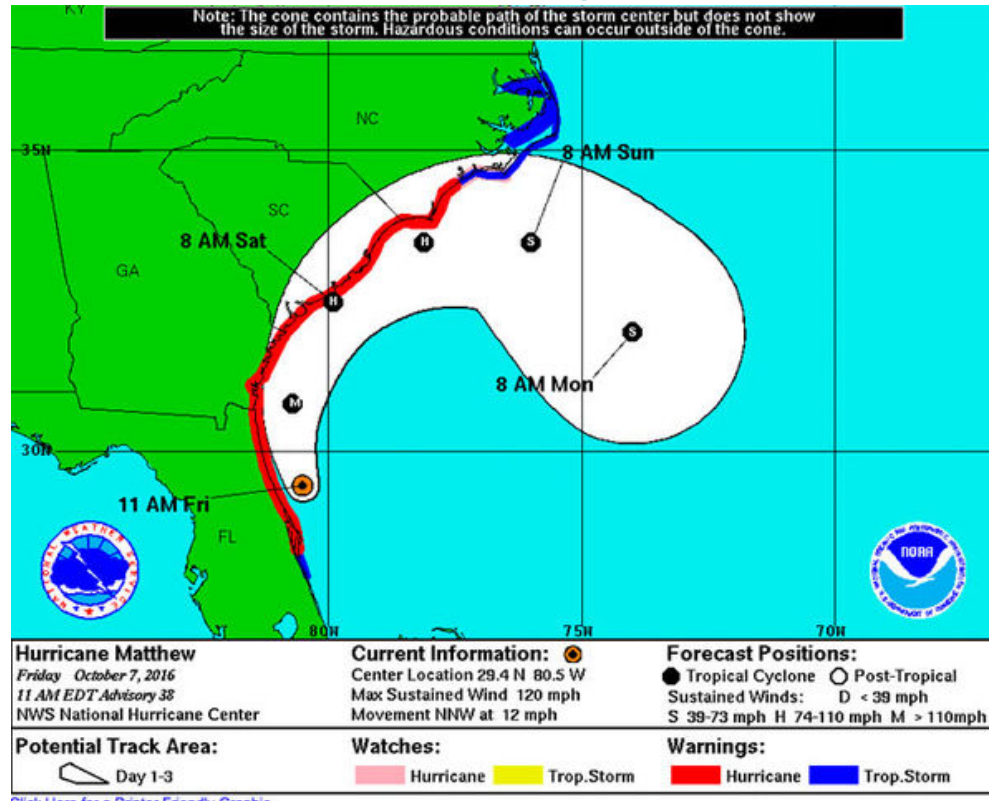 Note: The cone contains the probable path of the storm center but does not show
the size of the storm. Hazardous conditions can occur outside of the cone.
KY
NC
35N
8 AM Sun
SC
8 AM Sat
GA
H
S
H
S
8 AM Mon
M
30N
11 AM Fri
FL
NATIONAL WEATHER SERVICE
NOAA
80W
75W
70W
Hurricane Matthew
Friday October 7, 2016
11 AM EDT Advisory 38
NWS National Hurricane Center
Current Information:
Center Location 29.4 N 80.5 W
Max Sustained Wind 120 mph
Movement NNW at 12 mph
Forecast Positions:
Tropical Cyclone Post-Tropical
Sustained Winds: D < 39 mph
S 39-73 mph H 74-110 mph M > 110mph
Potential Track Area:
Day 1-3
Watches:
Hurricane Trop.Storm
Warnings:
Hurricane Trop.Storm